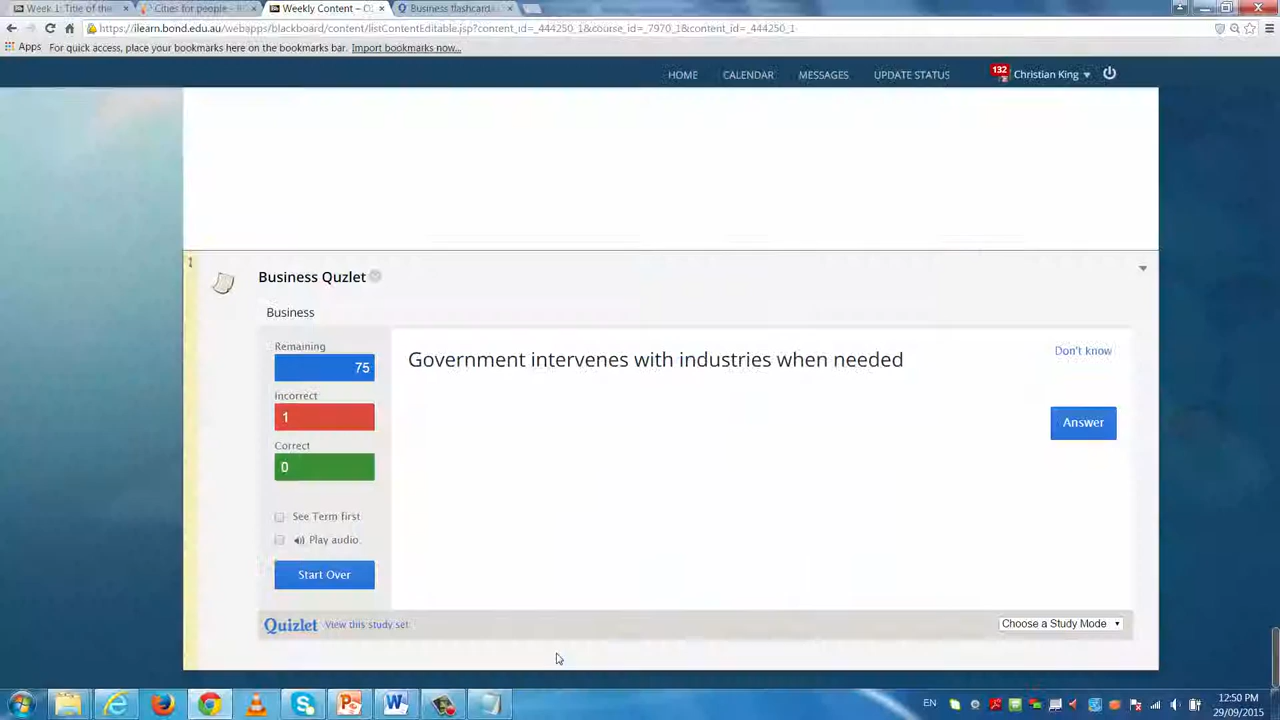 Week 1: Title of the
Cities for people -
Weekly Content –
Business flashcards
https://ilearn.bond.edu.au/webapps/blackboard/content/listContentEditable.jsp?content_id=_444250_1&course_id=_7970_1&content_id=_444250_1
Apps For quick access, place your bookmarks here on the bookmarks bar. Import bookmarks now...
HOME CALENDAR MESSAGES UPDATE STATUS 132 Christian King
Business Quzlet
Business
Remaining
75
Government intervenes with industries when needed
Don't know
Incorrect
1
Answer
Correct
0
See Term first
Play audio.
Start Over
Quizlet View this study set
Choose a Study Mode
EN
12:50 PM
29/09/2015